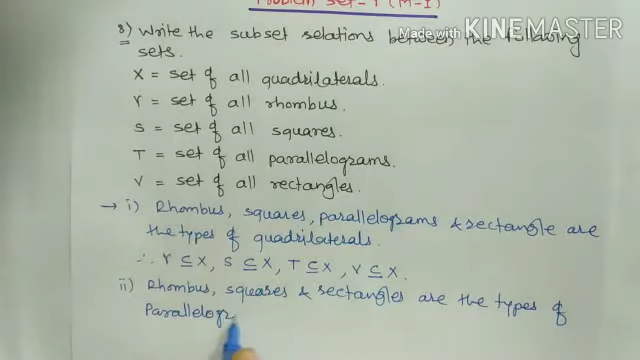 Problem Set - 1 (M-I)
Made with KINEMASTER
8) Write the subset relations between the following
sets.
X = set of all quadrilaterals.
Y = set of all rhombus.
S = set of all squares.
T = set of all parallelograms.
V = set of all rectangles.
→ i) Rhombus, squares, parallelograms & rectangle are
the types of quadrilaterals.
∴ Y ⊆ X, S ⊆ X, T ⊆ X, V ⊆ X.
ii) Rhombus, squares & rectangles are the types of
Parallelogr